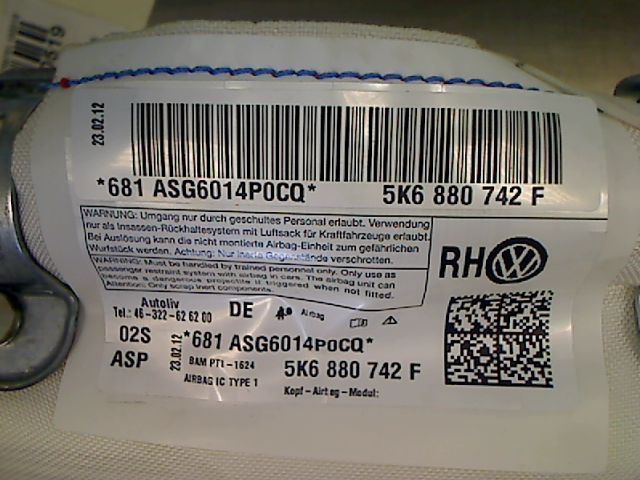 23.02.12
*681 ASG6014P0CQ* 5K6 880 742 F
WARNUNG: Umgang nur durch geschultes Personal erlaubt. Verwendung
nur als Insassen-Rückhaltesystem mit Luftsack für Kraftfahrzeuge erlaubt.
Bei Auslösung kann die nicht montierte Airbag-Einheit zum gefährlichen
Wurfstück werden. Achtung: Nur inerte Gegenstände verschrotten.
WARNING: Must be handled by trained personnel only. Only use as
passenger restraint system with airbag in cars. The airbag unit can
become a dangerous projectile if triggered when not fitted.
Attention: Only scrap inert components.
RH
Autoliv
Tel.: 46-322-62 62 00
DE
Airbag
02S
ASP
23.02.12
*681 ASG6014P0CQ*
BAM PT1-1624
5K6 880 742 F
AIRBAG IC TYPE 1
Kopf-Airbag-Modul: